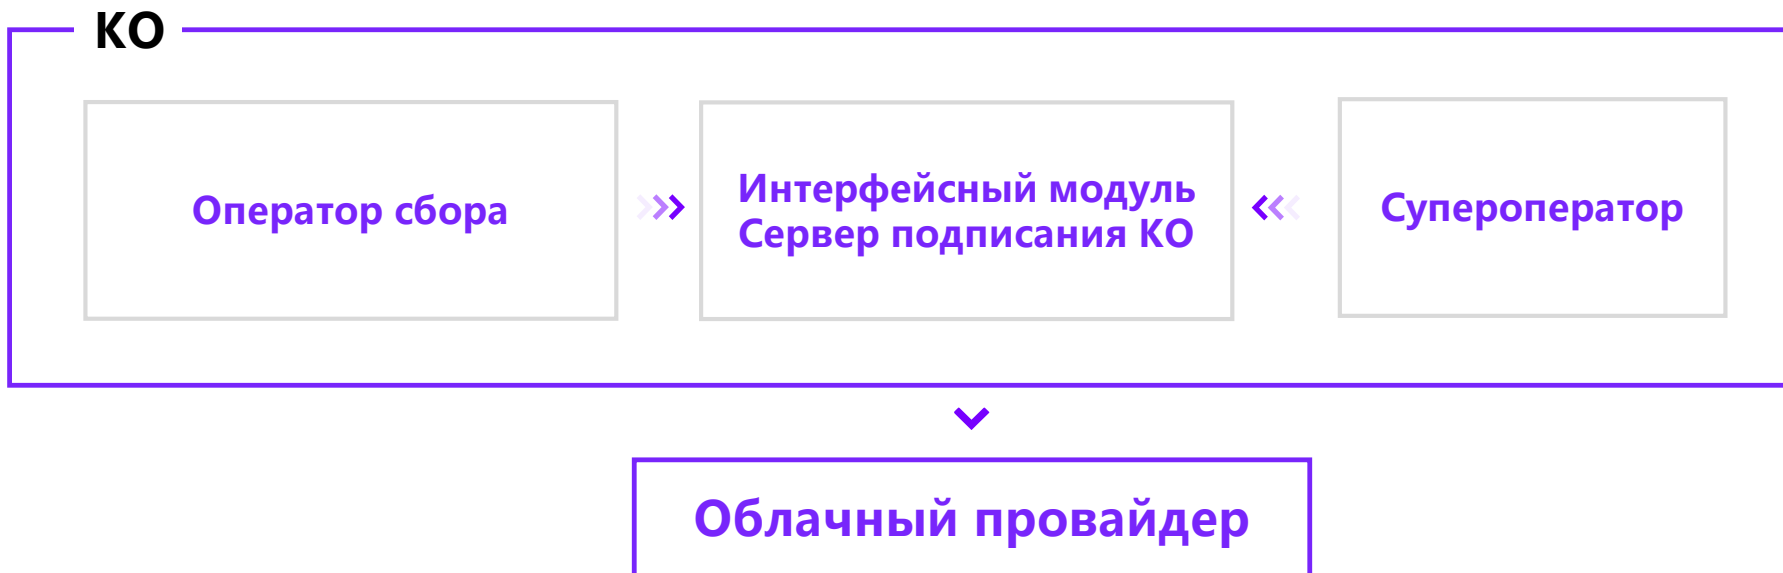 КО
Оператор сбора
Интерфейсный модуль
Сервер подписания КО
Супероператор
Облачный провайдер